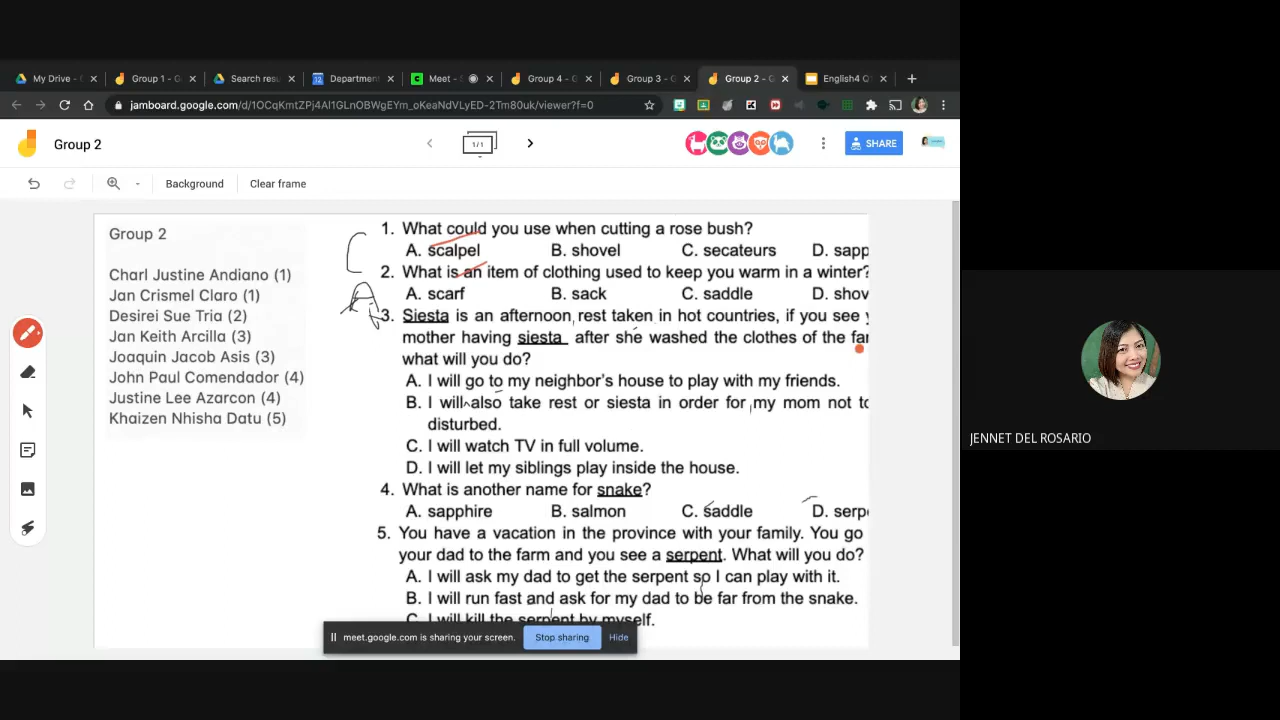 My Drive - G
Group 1 - G
Search resu
Department
Meet - S
Group 4 - G
Group 3 - G
Group 2 - G
English4 Q
jamboard.google.com/d/1OCqKmtZPj4Al1GLnOBWgEYm_oKeaNdVLyED-2Tm80uk/viewer?f=0
Group 2
1/1
SHARE
Background
Clear frame
Group 2
Charl Justine Andiano (1)
Jan Crismel Claro (1)
Desirei Sue Tria (2)
Jan Keith Arcilla (3)
Joaquin Jacob Asis (3)
John Paul Comendador (4)
Justine Lee Azarcon (4)
Khaizen Nhisha Datu (5)
C
A
1. What could you use when cutting a rose bush?
A. scalpel B. shovel C. secateurs D. sapp
2. What is an item of clothing used to keep you warm in a winter?
A. scarf B. sack C. saddle D. shov
3. Siesta is an afternoon rest taken in hot countries, if you see y
mother having siesta after she washed the clothes of the far
what will you do?
A. I will go to my neighbor's house to play with my friends.
B. I will also take rest or siesta in order for my mom not to
disturbed.
C. I will watch TV in full volume.
D. I will let my siblings play inside the house.
4. What is another name for snake?
A. sapphire B. salmon C. saddle D. serpe
5. You have a vacation in the province with your family. You go
your dad to the farm and you see a serpent. What will you do?
A. I will ask my dad to get the serpent so I can play with it.
B. I will run fast and ask for my dad to be far from the snake.
C. I will kill the serpent by myself.
meet.google.com is sharing your screen.
Stop sharing
Hide
JENNET DEL ROSARIO